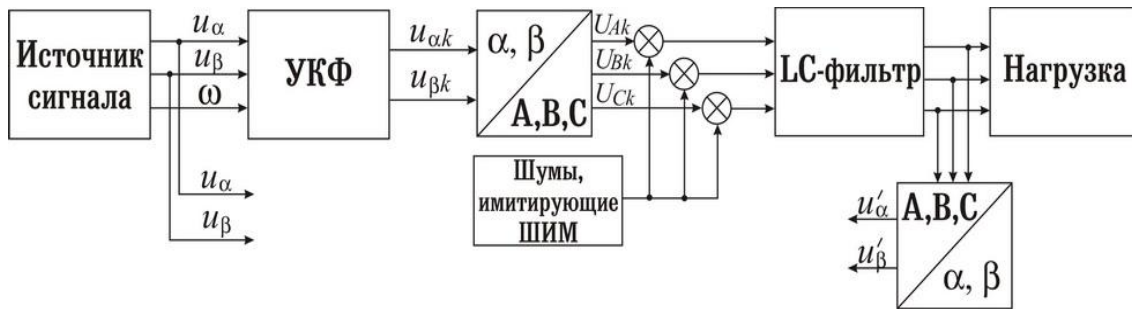 Источник
сигнала
uα
uβ
ω
УКФ
uαk
uβk
α, β
A,B,C
UAk
UBk
UCk
LC-фильтр
Нагрузка
Шумы,
имитирующие
ШИМ
uα
uβ
u′α
u′β
A,B,C
α, β